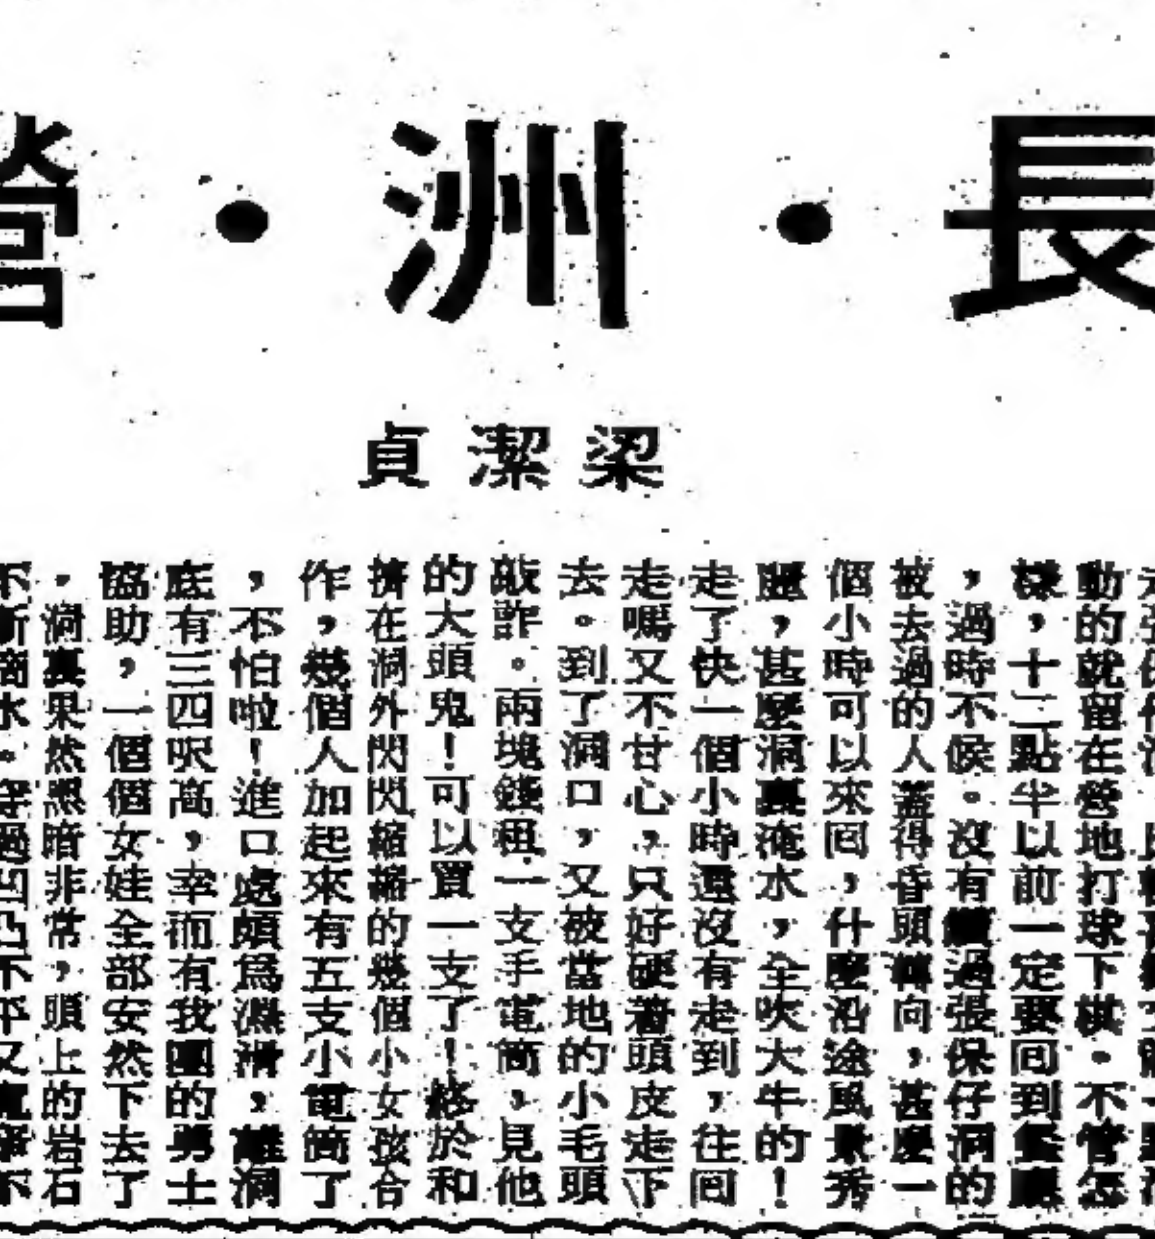 長・洲・營
梁潔貞
動的就留在營地打球下棋。不管怎
樣，十二點半以前一定要囘到集
，過時不候。沒有過張保仔洞的
被去過的人蓋得昏頭轉向，甚麼一
個小時可以來囘，什麼沿途風景秀
麗，甚麼洞真淹水，全吹大牛的！
走了快一個小時還沒有走到，往囘
走嗎又不甘心，只好硬着頭皮走下
去。到了洞口，又被當地的小毛頭
敲詐。兩塊錢租一支手電筒，見他
的大頭鬼！可以買一支了！終於和
擠在洞外閃閃縮縮的幾個小女孩合
作，幾個人加起來有五支小電筒了
，不怕啦！進口處頗爲濕滑，離洞
底有三四呎高，幸而有我團的男士
協助，一個個女娃全部安然下去了
。洞真果然黑暗非常，頭上的岩石
不斷滴水。穿過凹凸不平又